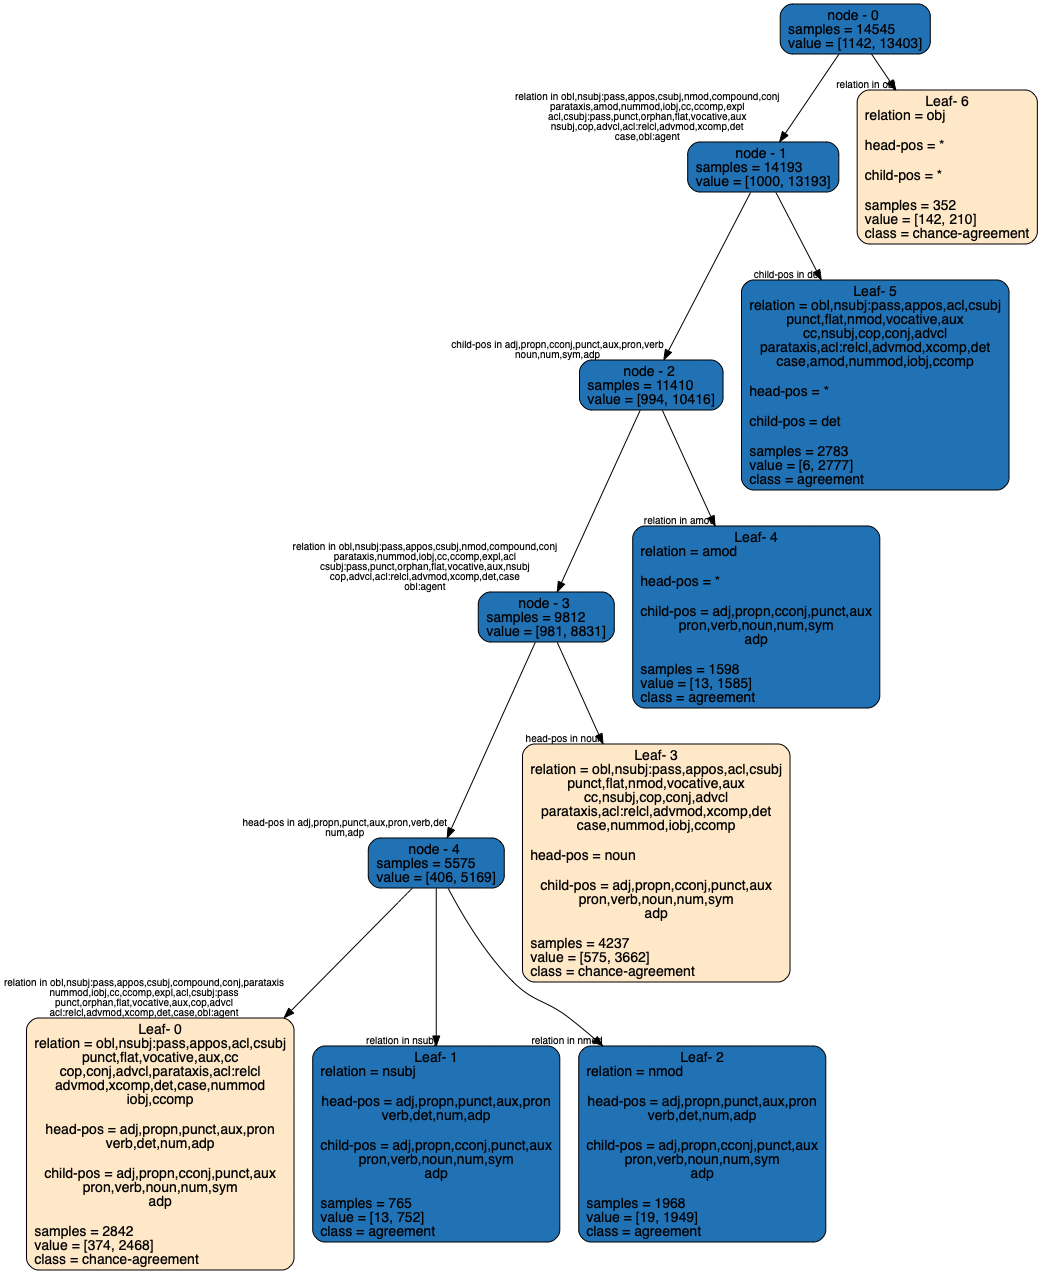 node - 0
samples = 14545
value = [1142, 13403]
relation in obl,nsubj:pass,appos,csubj,nmod,compound,conj
parataxis,amod,nummod,iobj,cc,ccomp,expl
acl,csubj:pass,punct,orphan,flat,vocative,aux
nsubj,cop,advcl,acl:relcl,advmod,xcomp,det
case,obl:agent
relation in
Leaf- 6
relation = obj
head-pos = *
child-pos = *
samples = 352
value = [142, 210]
class = chance-agreement
node - 1
samples = 14193
value = [1000, 13193]
child-pos in adj,propn,cconj,punct,aux,pron,verb
noun,num,sym,adp
child-pos in
Leaf- 5
relation = obl,nsubj:pass,appos,acl,csubj
punct,flat,nmod,vocative,aux
cc,nsubj,cop,conj,advcl
parataxis,acl:relcl,advmod,xcomp,det
case,amod,nummod,iobj,ccomp
head-pos = *
child-pos = det
samples = 2783
value = [6, 2777]
class = agreement
node - 2
samples = 11410
value = [994, 10416]
relation in obl,nsubj:pass,appos,csubj,nmod,compound,conj
parataxis,nummod,iobj,cc,ccomp,expl,acl
csubj:pass,punct,orphan,flat,vocative,aux,nsubj
cop,advcl,acl:relcl,advmod,xcomp,det,case
obl:agent
relation in amod
Leaf- 4
relation = amod
head-pos = *
child-pos = adj,propn,cconj,punct,aux
pron,verb,noun,num,sym
adp
samples = 1598
value = [13, 1585]
class = agreement
node - 3
samples = 9812
value = [981, 8831]
head-pos in adj,propn,punct,aux,pron,verb,det
num,adp
head-pos in noun
Leaf- 3
relation = obl,nsubj:pass,appos,acl,csubj
punct,flat,nmod,vocative,aux
cc,nsubj,cop,conj,advcl
parataxis,acl:relcl,advmod,xcomp,det
case,nummod,iobj,ccomp
head-pos = noun
child-pos = adj,propn,cconj,punct,aux
pron,verb,noun,num,sym
adp
samples = 4237
value = [575, 3662]
class = chance-agreement
node - 4
samples = 5575
value = [406, 5169]
relation in obl,nsubj:pass,appos,csubj,compound,conj,parataxis
nummod,iobj,cc,ccomp,expl,acl,csubj:pass
punct,orphan,flat,vocative,aux,cop,advcl
acl:relcl,advmod,xcomp,det,case,obl:agent
relation in nsubj
relation in nmod
Leaf- 0
relation = obl,nsubj:pass,appos,acl,csubj
punct,flat,vocative,aux,cc
cop,conj,advcl,parataxis,acl:relcl
advmod,xcomp,det,case,nummod
iobj,ccomp
head-pos = adj,propn,punct,aux,pron
verb,det,num,adp
child-pos = adj,propn,cconj,punct,aux
pron,verb,noun,num,sym
adp
samples = 2842
value = [374, 2468]
class = chance-agreement
Leaf- 1
relation = nsubj
head-pos = adj,propn,punct,aux,pron
verb,det,num,adp
child-pos = adj,propn,cconj,punct,aux
pron,verb,noun,num,sym
adp
samples = 765
value = [13, 752]
class = agreement
Leaf- 2
relation = nmod
head-pos = adj,propn,punct,aux,pron
verb,det,num,adp
child-pos = adj,propn,cconj,punct,aux
pron,verb,noun,num,sym
adp
samples = 1968
value = [19, 1949]
class = agreement